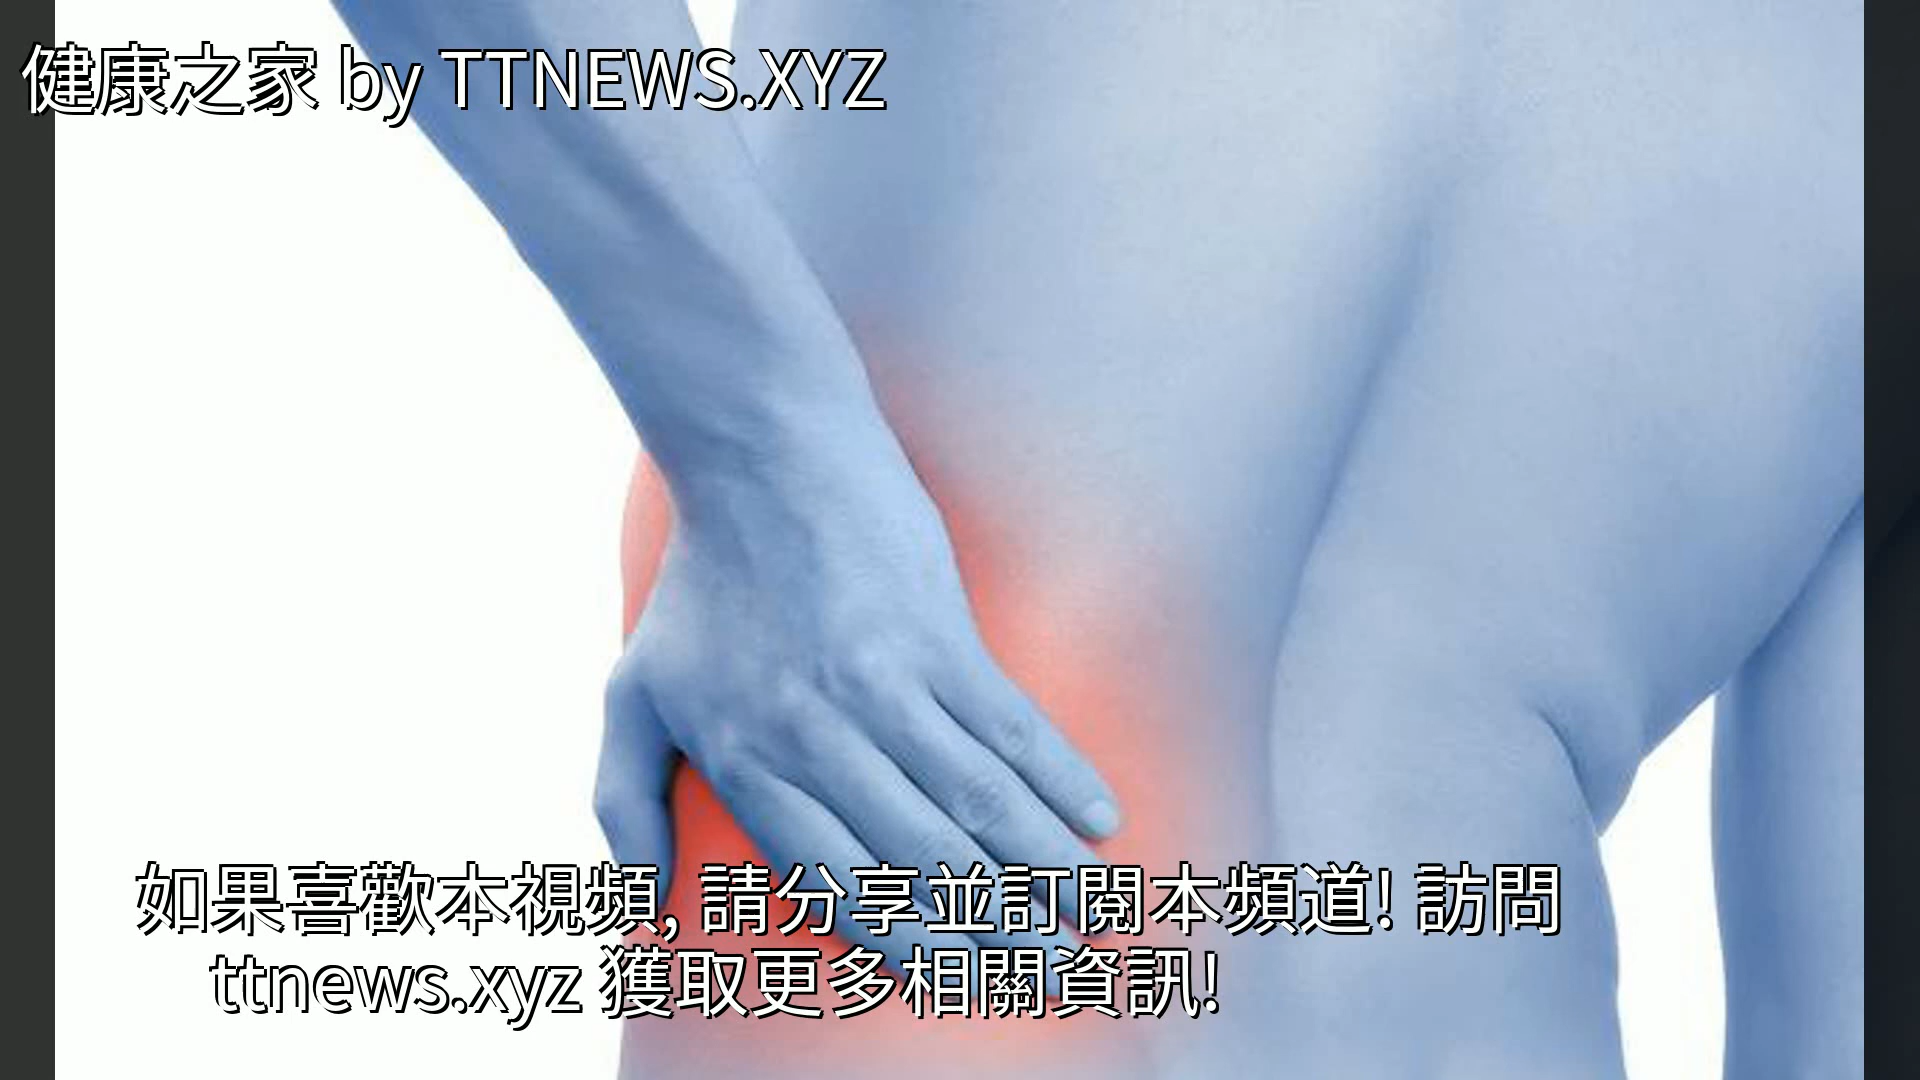 健康之家 by TTNEWS.XYZ
如果喜歡本視頻, 請分享並訂閱本頻道! 訪問
ttnews.xyz 獲取更多相關資訊!